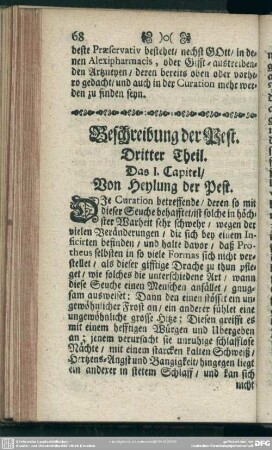 68
beste Præservativ bestehet / nechst GOtt / in de-
nen Alexipharmacis, oder Gifft-austreiben-
den Artzneyen / deren bereits oben oder vorhe-
ro gedacht / und auch in der Curation mehr wer-
den zu finden seyn.
Beschreibung der Pest.
Dritter Theil.
Das I. Capitel /
Von Heylung der Pest.
DIe Curation betreffende / deren so mit
dieser Seuche behafftet / ist solche in höch-
ster Warheit sehr schwehr / wegen der
vielen Veränderungen / die sich bey einem In-
ficirten befinden / und halte davor / daß Pro-
theus selbsten in so viele Formas sich nicht ver-
stellet / als dieser gifftige Drache zu thun pfle-
get / wie solches die unterschiedene Art / wann
diese Seuche einen Menschen anfället / gnug-
sam ausweiset: Dann den einen stösset ein un-
gewöhnlicher Frost an / ein anderer fühlet eine
ungewöhnliche grosse Hitz; Diesen greifft es
mit einem hefftigen Würgen und Ubergeben
an; jenem verursacht sie unruhige schlafflose
Nächte / mit einem starcken kalten Schweiß /
Hertzens-Angst und Bangigkeit / hingegen liegt
ein anderer in stetem Schlaff / und kan sich
nicht